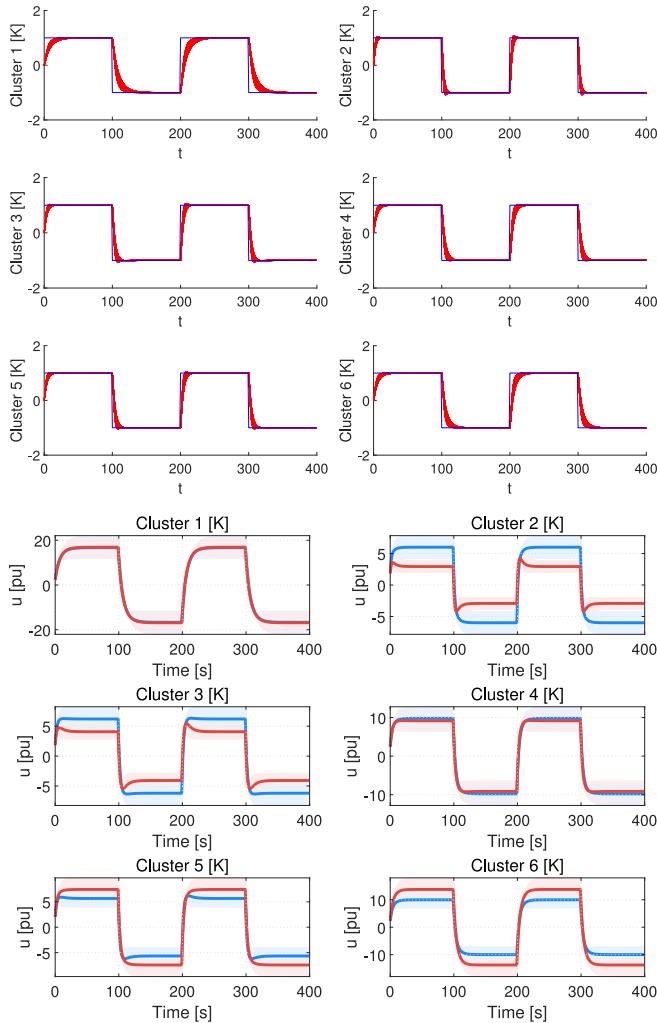 2
0
-2
Cluster 1 [K]
0 100 200 300 400
t
2
0
-2
Cluster 2 [K]
0 100 200 300 400
t
2
0
-2
Cluster 3 [K]
0 100 200 300 400
t
2
0
-2
Cluster 4 [K]
0 100 200 300 400
t
2
0
-2
Cluster 5 [K]
0 100 200 300 400
t
2
0
-2
Cluster 6 [K]
0 100 200 300 400
t
Cluster 1 [K]
20
0
-20
u [pu]
0 100 200 300 400
Time [s]
Cluster 2 [K]
5
0
-5
u [pu]
0 100 200 300 400
Time [s]
Cluster 3 [K]
5
0
-5
u [pu]
0 100 200 300 400
Time [s]
Cluster 4 [K]
10
0
-10
u [pu]
0 100 200 300 400
Time [s]
Cluster 5 [K]
5
0
-5
u [pu]
0 100 200 300 400
Time [s]
Cluster 6 [K]
10
0
-10
u [pu]
0 100 200 300 400
Time [s]